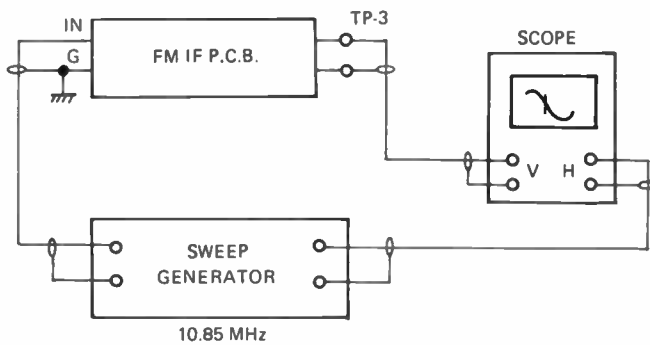 IN
G
FM IF P.C.B.
TP-3
SCOPE
V H
SWEEP
GENERATOR
10.85 MHz